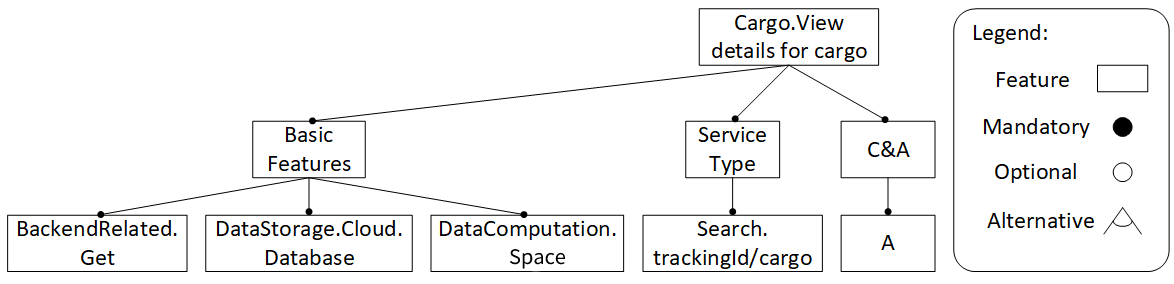 Cargo.View
details for cargo
Basic
Features
Service
Type
C&A
BackendRelated.
Get
DataStorage.Cloud.
Database
DataComputation.
Space
Search.
trackingId/cargo
A
Legend:
Feature
Mandatory
Optional
Alternative